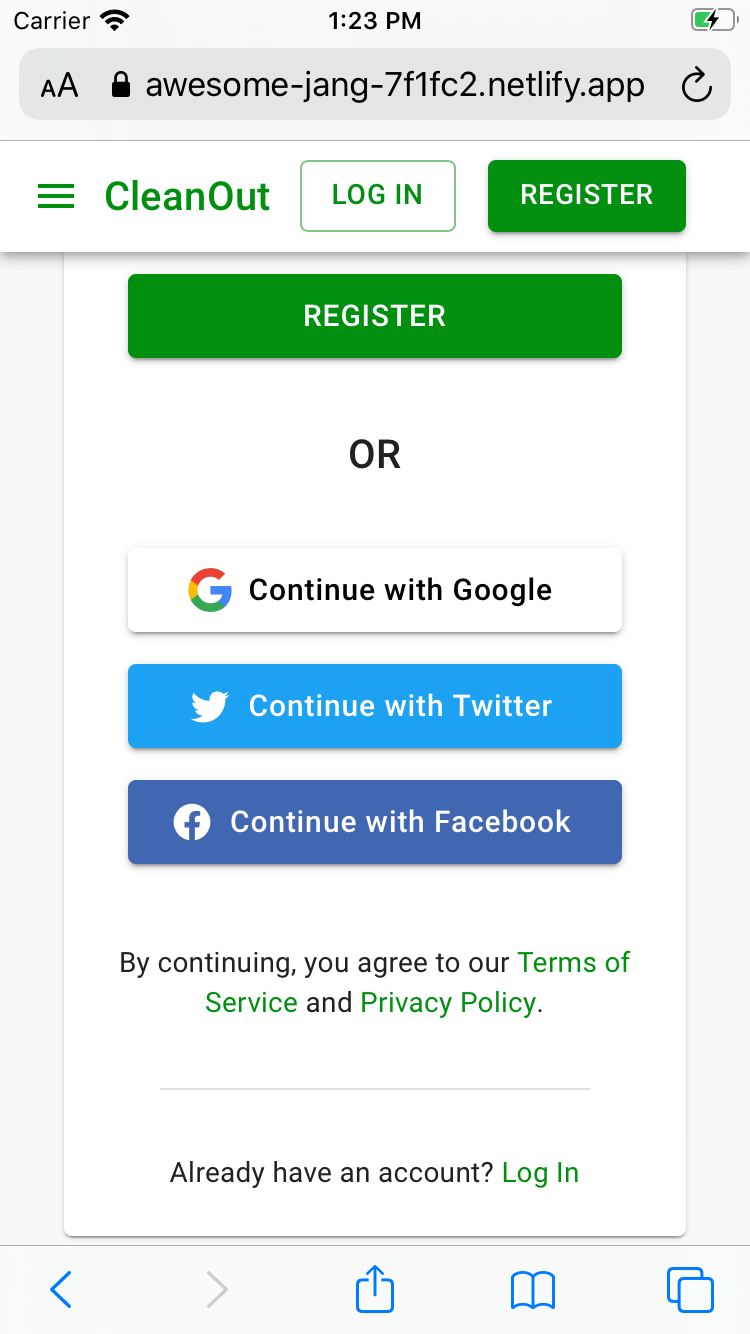 Carrier 1:23 PM
AA awesome-jang-7f1fc2.netlify.app
CleanOut LOG IN REGISTER
REGISTER
OR
Continue with Google
Continue with Twitter
Continue with Facebook
By continuing, you agree to our Terms of
Service and Privacy Policy.
Already have an account? Log In